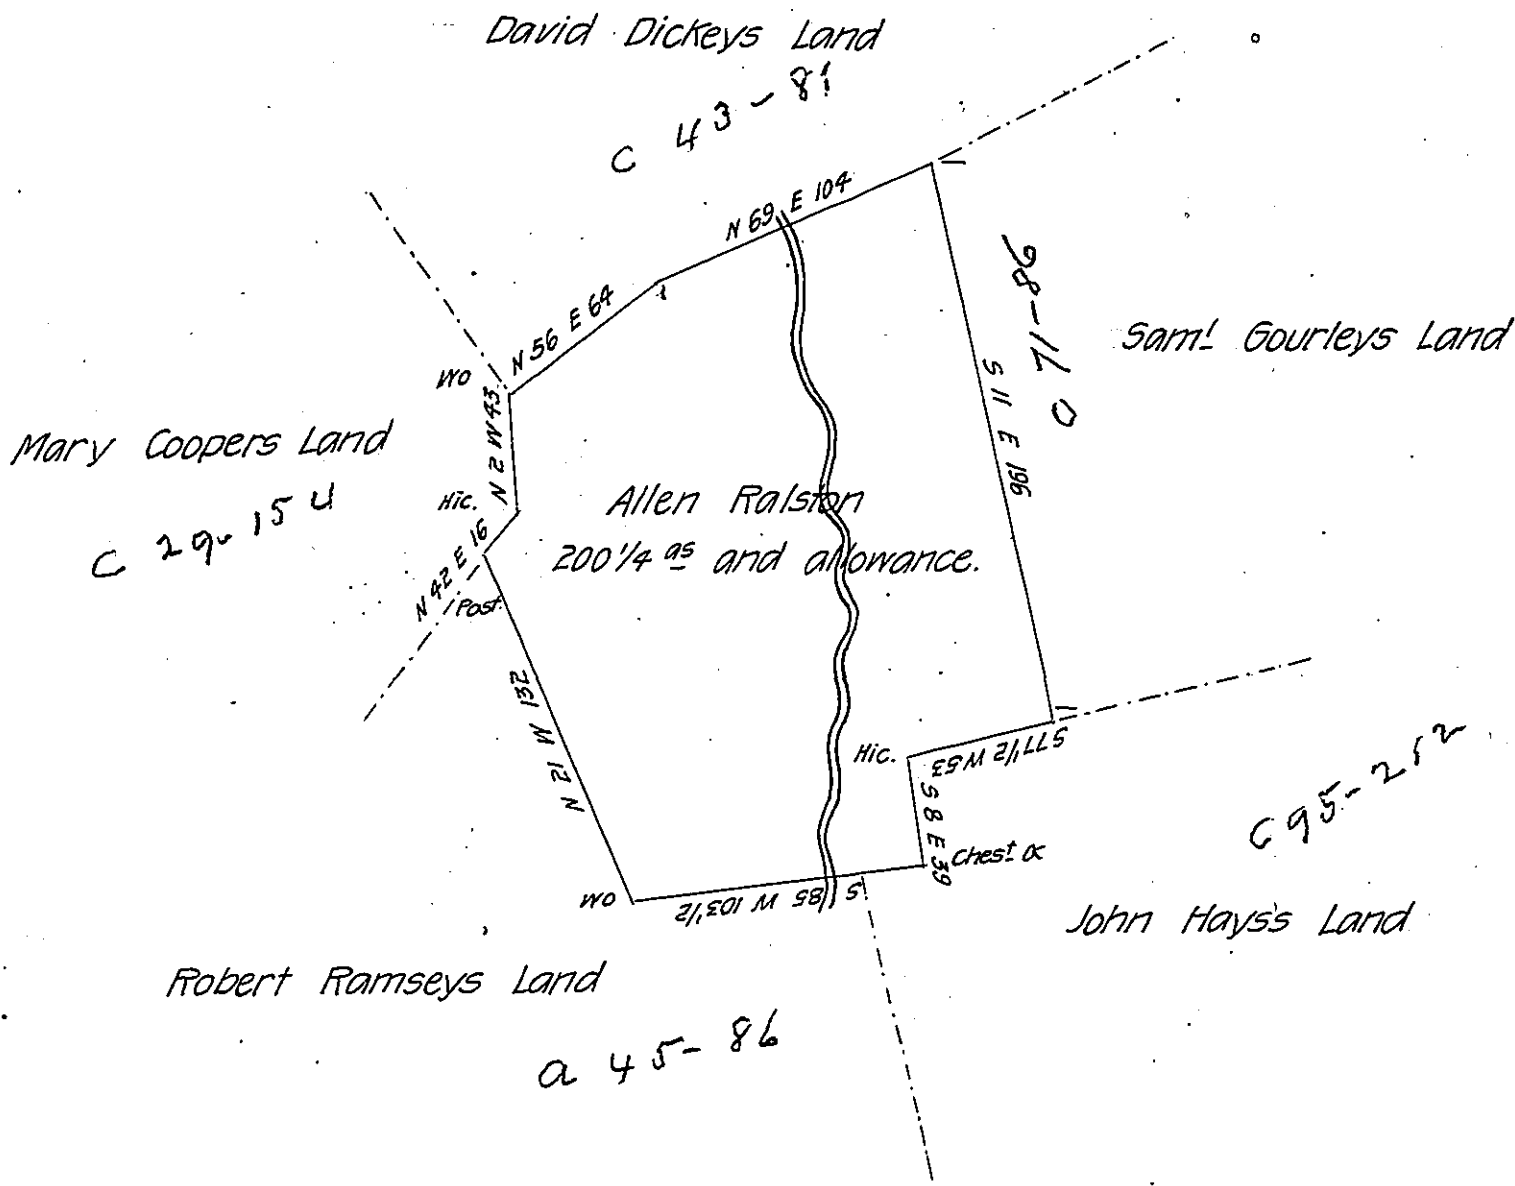 David Dickeys Land
C 43-81
N 69 E 104
N 56 E 64
WO
N 2 W 43
Mary Coopers Land
C 29-154
Hic.
N 42 E 16
Post.
Allen Ralston
200 1/4 as and allowance.
S 11 E 196
Saml Gourleys Land
71-86
N 21 W 132
Hic.
S 77 1/2 W 53
S 8 E 39
Chest
C 95-212
WO
S 85 W 103 1/2
John Hays's Land
Robert Ramseys Land
a 45-86